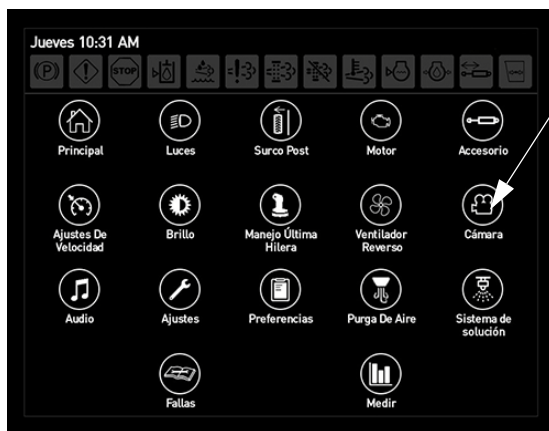 Jueves 10:31 AM
(P) STOP
Principal Luces Surco Post Motor Accesorio
Ajustes De Velocidad Brillo Manejo Última Hilera Ventilador Reverso Cámara
Audio Ajustes Preferencias Purga De Aire Sistema de solución
Fallas Medir